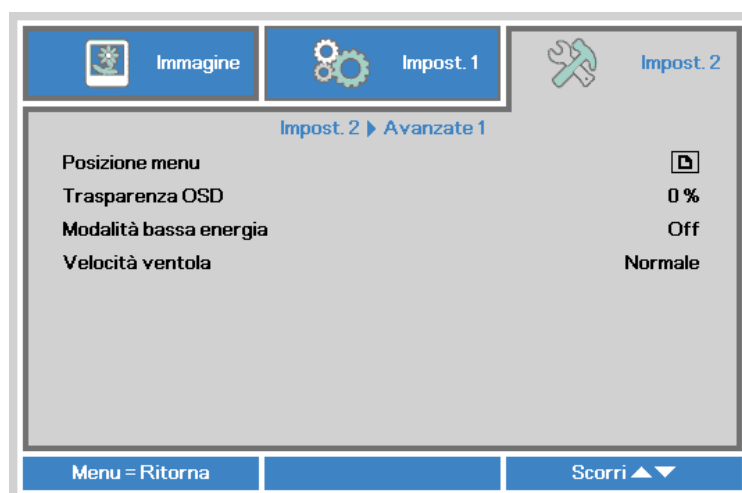 Immagine
Impost. 1
Impost. 2
Impost. 2 Avanzate 1
Posizione menu
Trasparenza OSD 0 %
Modalità bassa energia Off
Velocità ventola Normale
Menu = Ritorna
Scorri